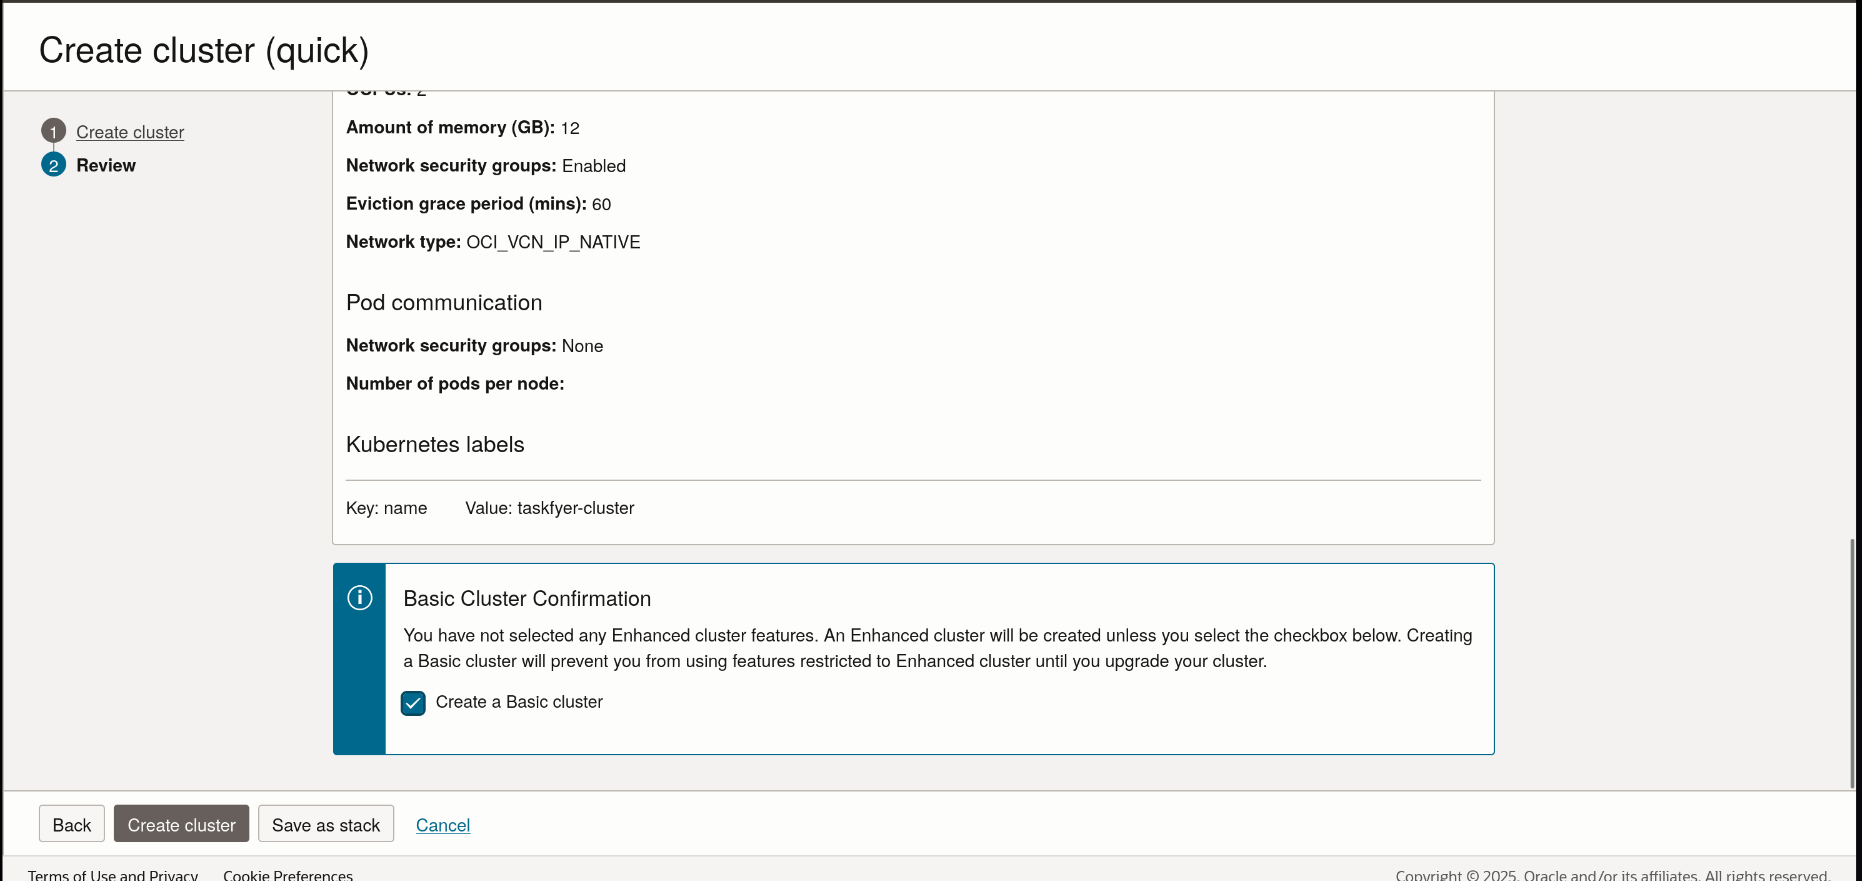 Create cluster (quick)
1 Create cluster
2 Review
Amount of memory (GB): 12
Network security groups: Enabled
Eviction grace period (mins): 60
Network type: OCI_VCN_IP_NATIVE
Pod communication
Network security groups: None
Number of pods per node:
Kubernetes labels
Key: name Value: taskfyer-cluster
Basic Cluster Confirmation
You have not selected any Enhanced cluster features. An Enhanced cluster will be created unless you select the checkbox below. Creating
a Basic cluster will prevent you from using features restricted to Enhanced cluster until you upgrade your cluster.
Create a Basic cluster
Back Create cluster Save as stack Cancel
Terms of Use and Privacy Cookie Preferences
Copyright © 2025, Oracle and/or its affiliates. All rights reserved.